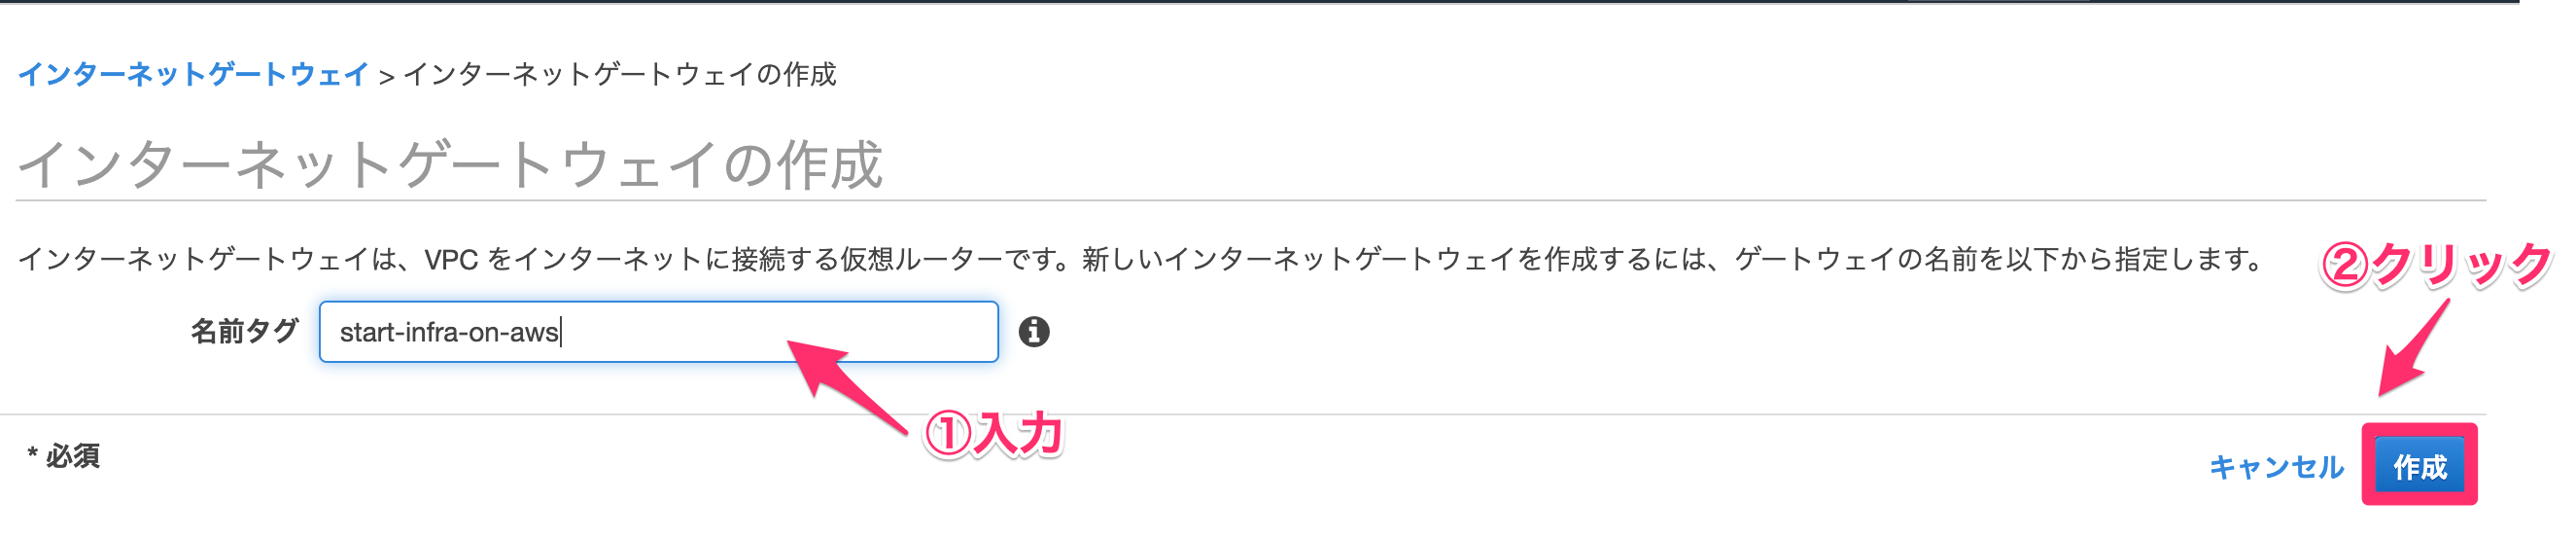 インターネットゲートウェイ > インターネットゲートウェイの作成
インターネットゲートウェイの作成
インターネットゲートウェイは、VPC をインターネットに接続する仮想ルーターです。新しいインターネットゲートウェイを作成するには、ゲートウェイの名前を以下から指定します。
②クリック
名前タグ start-infra-on-aws
①入力
* 必須
キャンセル 作成